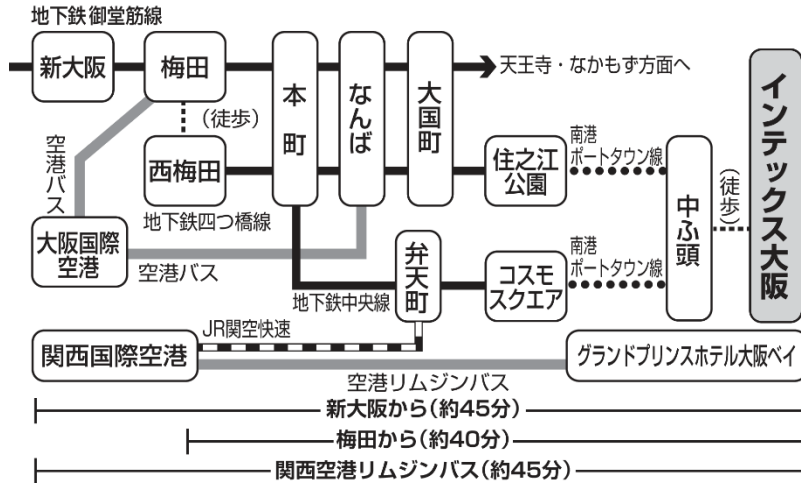 地下鉄 御堂筋線
新大阪
梅田
本町
なんば
大国町
天王寺・なかもず方面へ
インテックス大阪
(徒歩)
空港バス
西梅田
住之江
公園
南港
ポートタウン線
中ふ頭
(徒歩)
地下鉄四つ橋線
大阪国際
空港
空港バス
弁天町
コスモ
スクエア
南港
ポートタウン線
地下鉄中央線
JR関空快速
関西国際空港
グランドプリンスホテル大阪ベイ
空港リムジンバス
新大阪から(約45分)
梅田から(約40分)
関西空港リムジンバス(約45分)